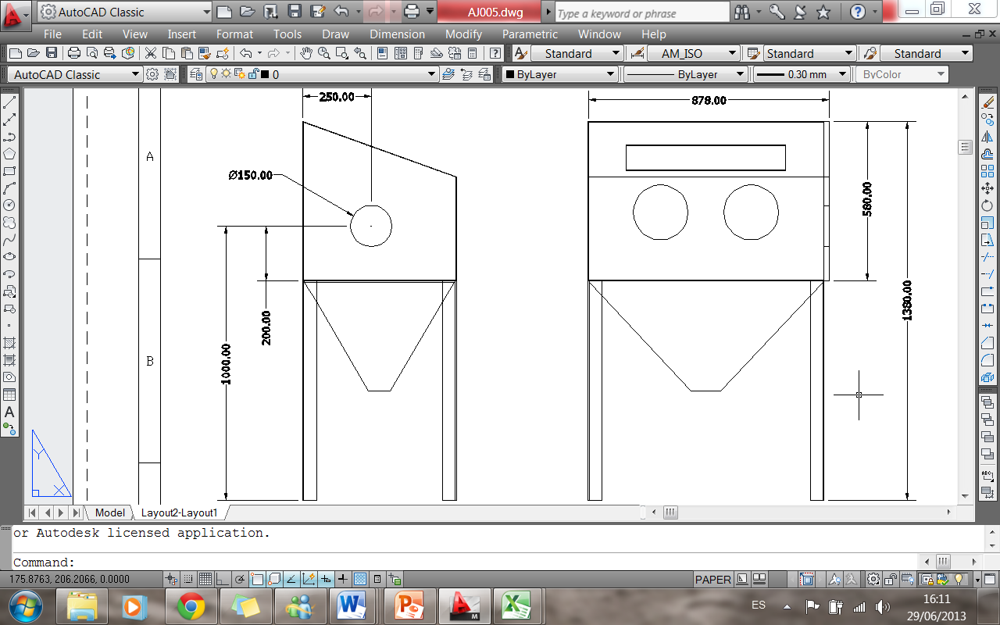 AutoCAD Classic
AJ005.dwg
Type a keyword or phrase
File Edit View Insert Format Tools Draw Dimension Modify Parametric Window Help
Standard AM_ISO Standard Standard
AutoCAD Classic 0 ByLayer ByLayer 0.30 mm ByColor
250.00
878.00
A
Ø150.00
580.00
1380.00
200.00
1000.00
B
A
ABC
Y
X
Model Layout2-Layout1
or Autodesk licensed application.
Command:
175.8763, 206.2066, 0.0000
PAPER
ES
16:11
29/06/2013